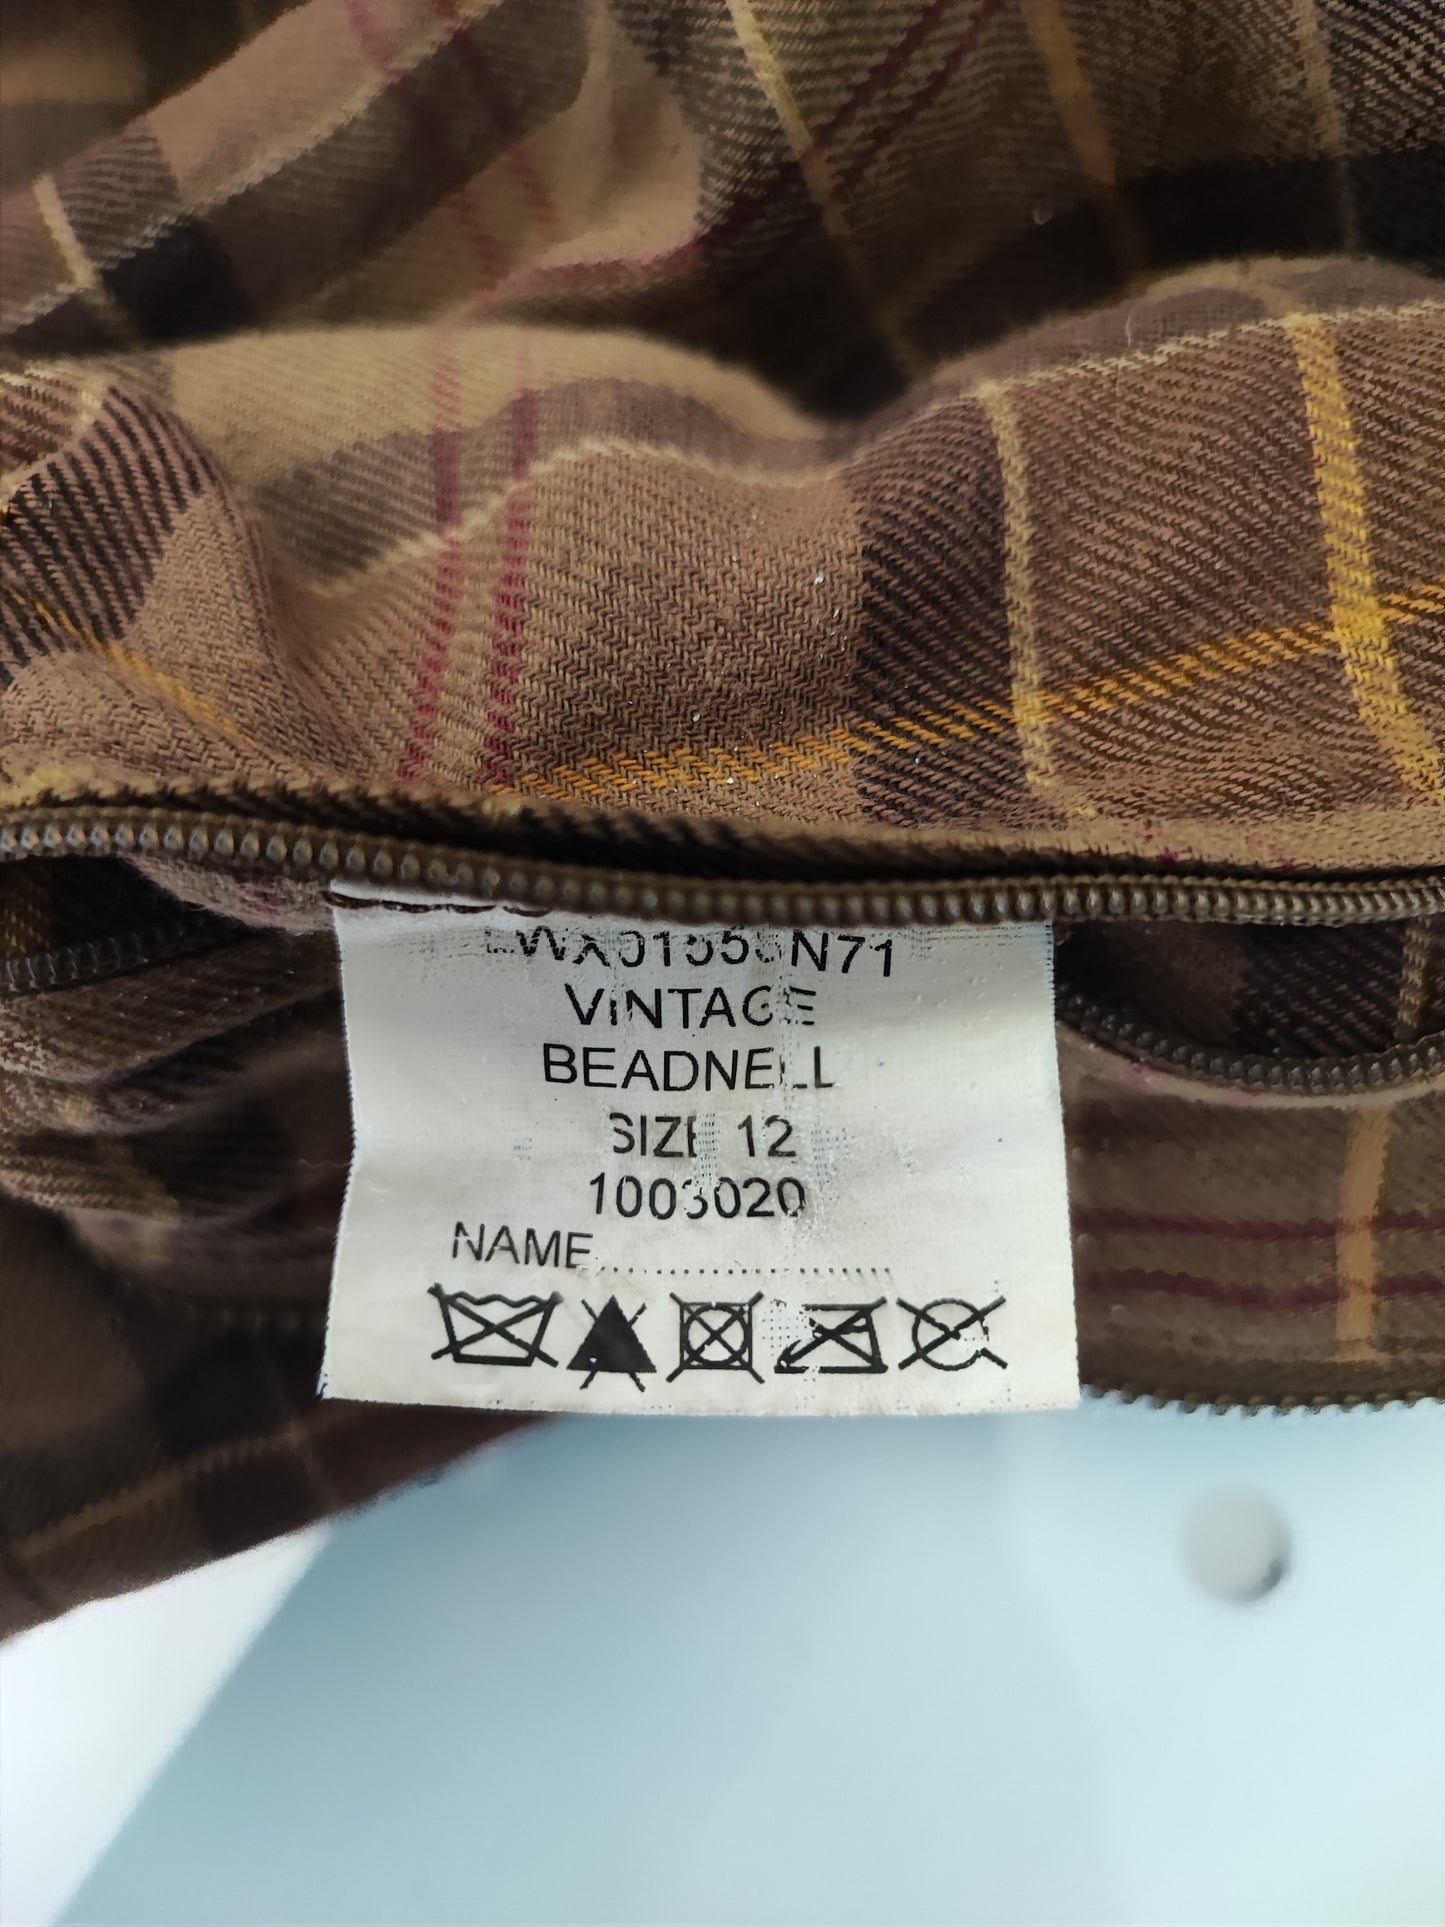 VINTAGE
BEADNELL
SIZE 12
1003020
NAME..............................